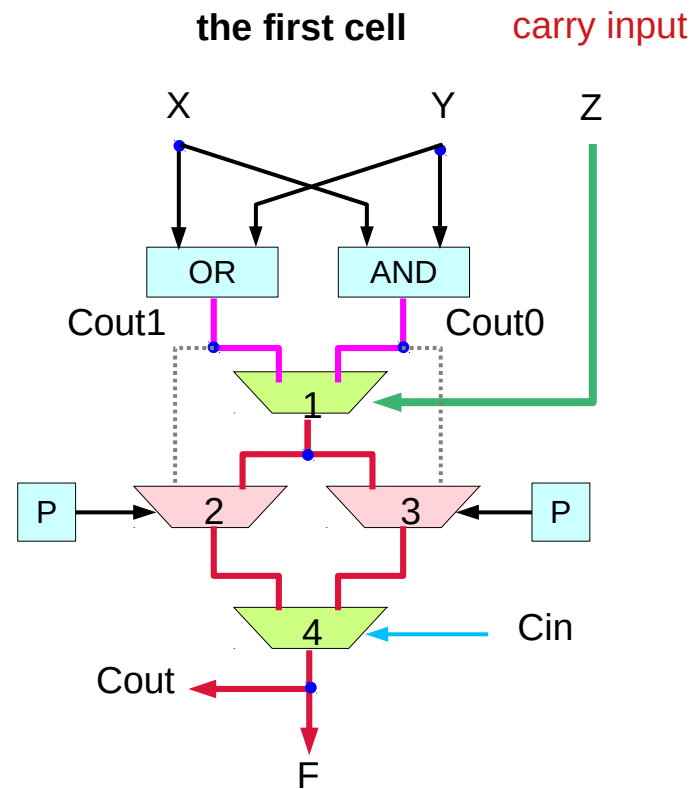 the first cell
carry input
X
Y
Z
OR
AND
Cout1
Cout0
1
P
2
3
P
4
Cin
Cout
F